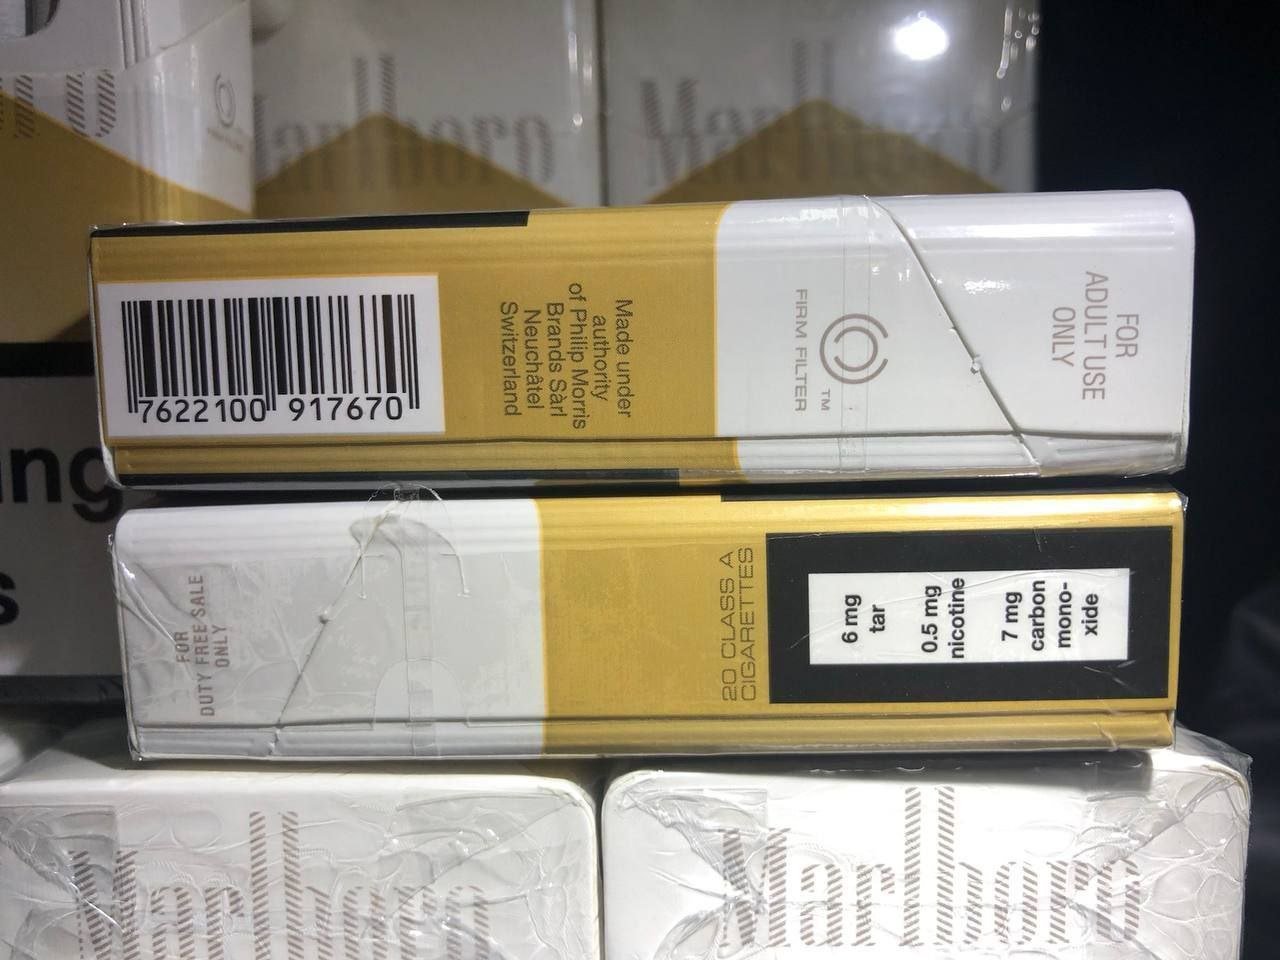 Marlboro
Marlboro
FOR
ADULT USE
ONLY
FIRM FILTER
TM
Made under
authority
of Philip Morris
Brands Sàrl
Neuchâtel
Switzerland
7622100 917670
ing
s
FOR
DUTY FREE SALE
ONLY
20 CLASS A
CIGARETTES
6 mg
tar
0.5 mg
nicotine
7 mg
carbon
mono-
xide
Marlboro
Marlboro